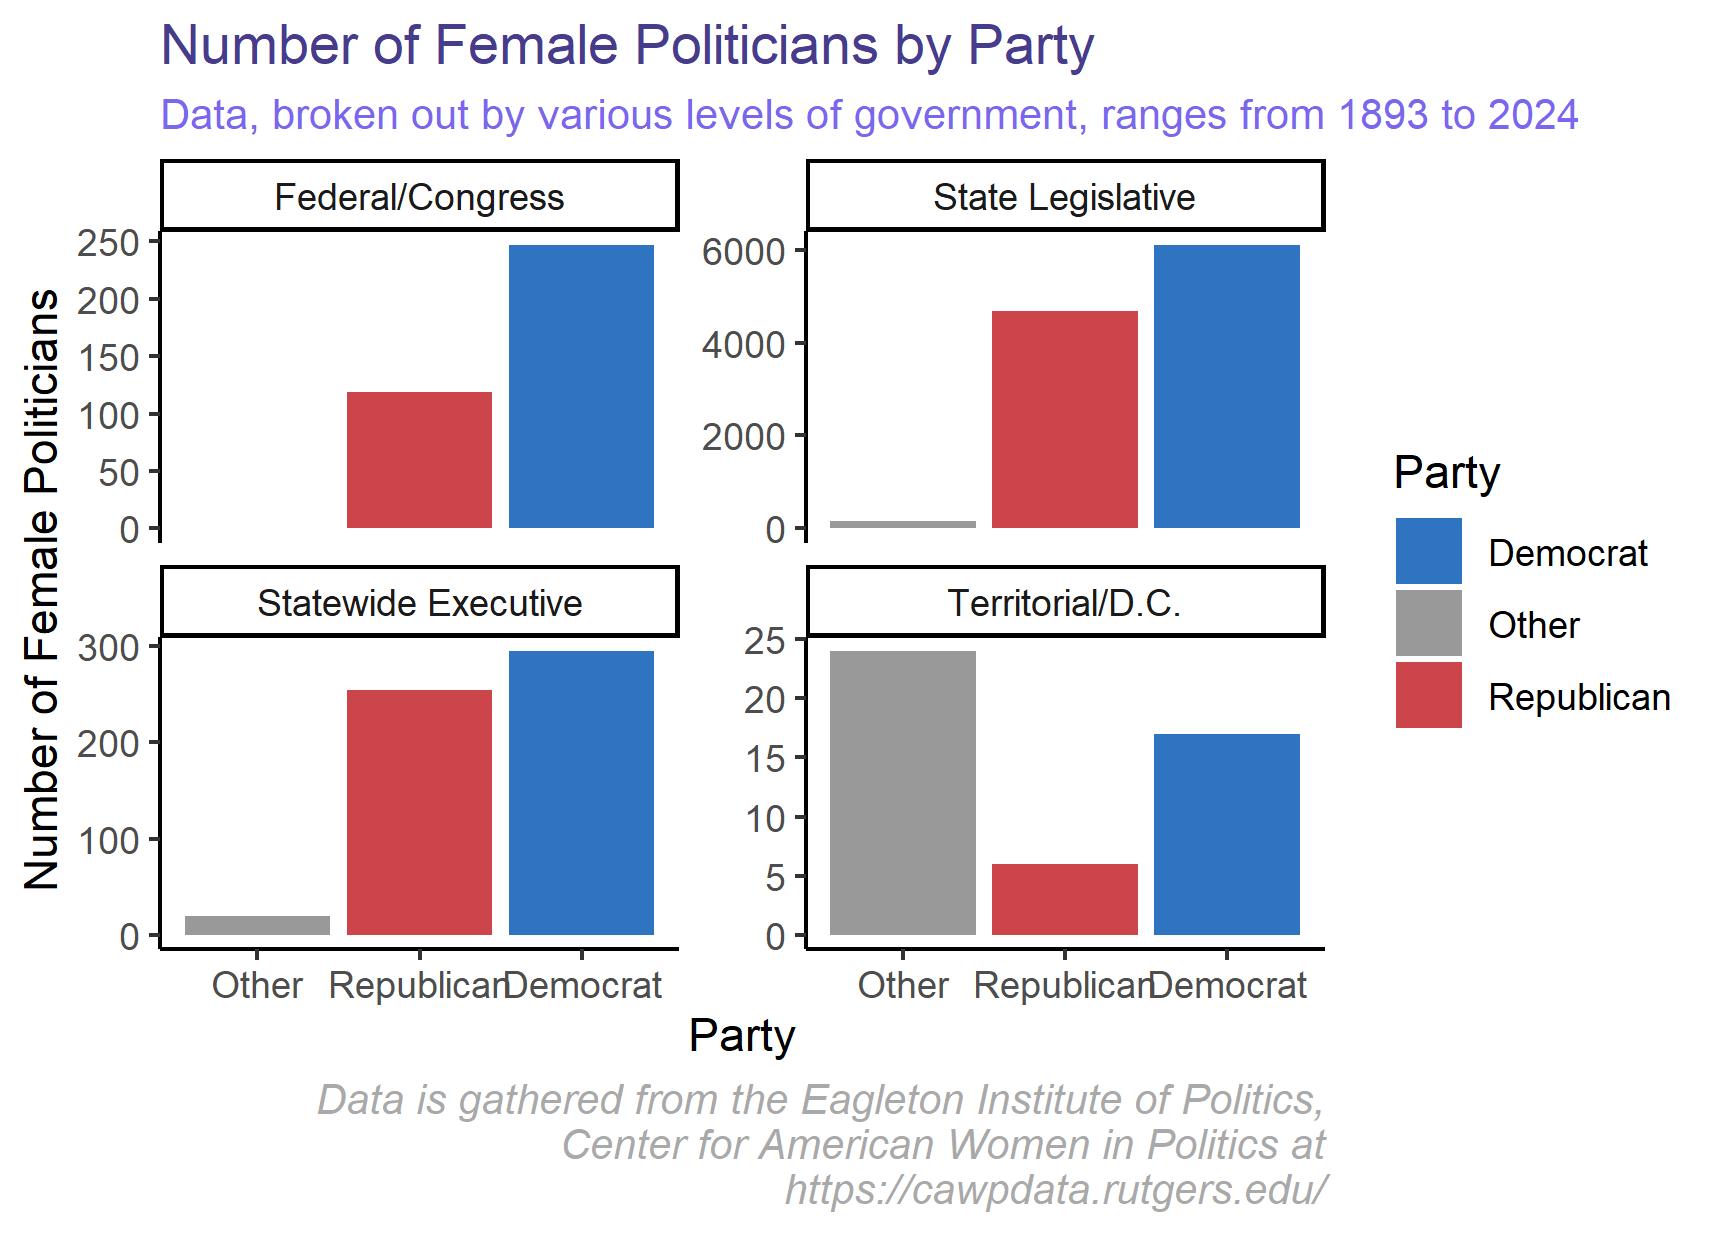 Number of Female Politicians by Party
Data, broken out by various levels of government, ranges from 1893 to 2024
Number of Female Politicians
Federal/Congress
250
200
150
100
50
0
State Legislative
6000
4000
2000
0
Statewide Executive
300
200
100
0
Other
Republican
Democrat
Territorial/D.C.
25
20
15
10
5
0
Other
Republican
Democrat
Party
Party
Democrat
Other
Republican
Data is gathered from the Eagleton Institute of Politics,
Center for American Women in Politics at
https://cawpdata.rutgers.edu/